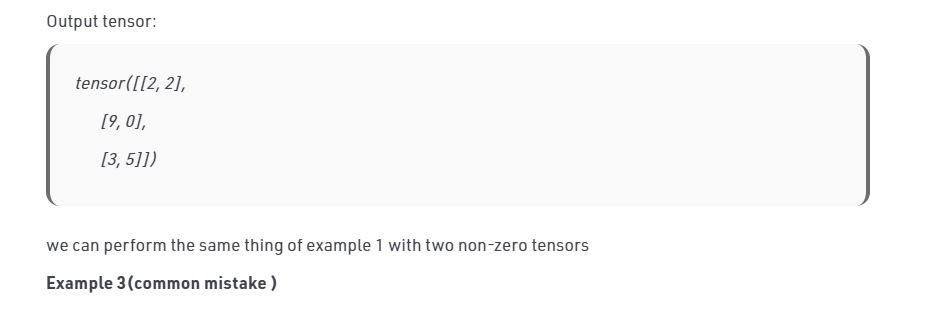 Output tensor:
tensor([[2, 2],
[9, 0],
[3, 5]])
we can perform the same thing of example 1 with two non-zero tensors
Example 3(common mistake )